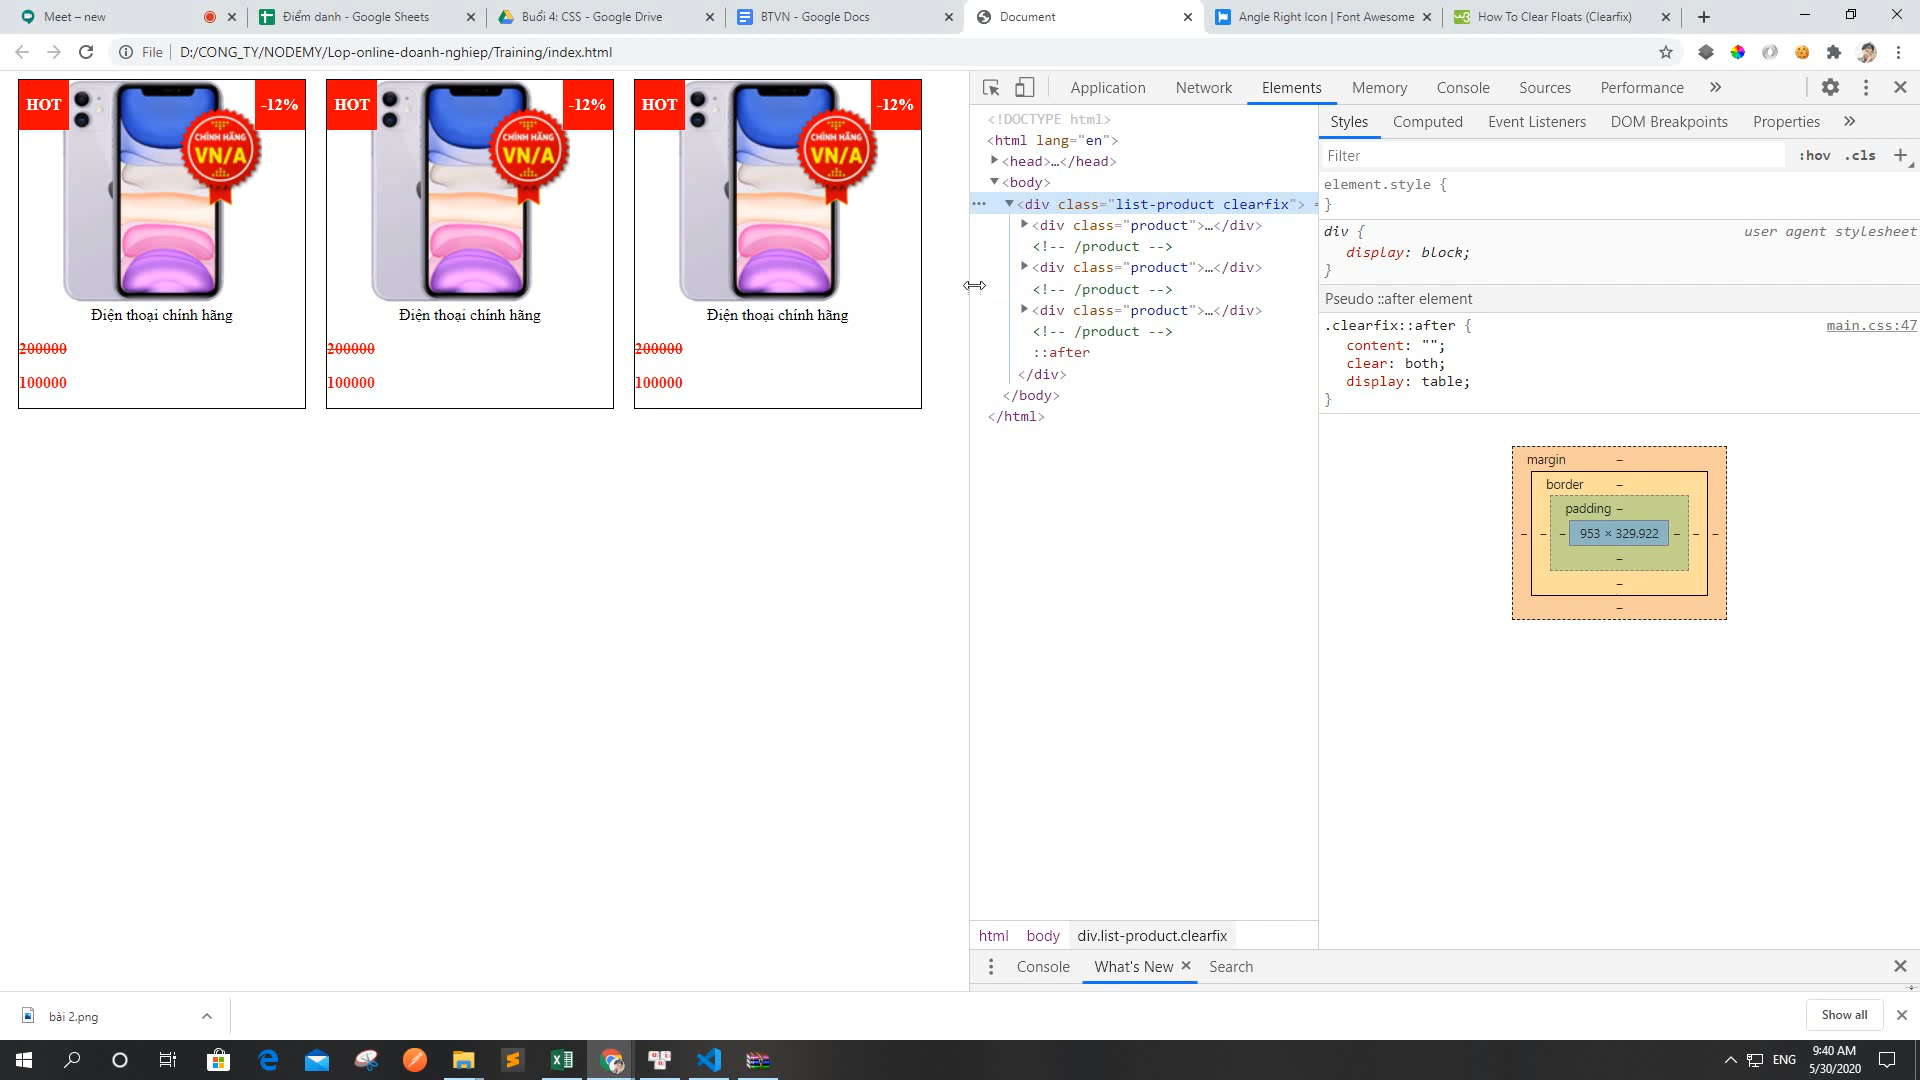 Meet – new
Điểm danh - Google Sheets
Buổi 4: CSS - Google Drive
BTVN - Google Docs
Document
Angle Right Icon | Font Awesome
How To Clear Floats (Clearfix)
File
D:/CONG_TY/NODEMY/Lop-online-doanh-nghiep/Training/index.html
HOT
-12%
CHÍNH HÃNG
VN/A
Điện thoại chính hãng
200000
100000
HOT
-12%
CHÍNH HÃNG
VN/A
Điện thoại chính hãng
200000
100000
HOT
-12%
CHÍNH HÃNG
VN/A
Điện thoại chính hãng
200000
100000
Application Network Elements Memory Console Sources Performance »
<!DOCTYPE html>
<html lang="en">
<head>…</head>
<body>
<div class="list-product clearfix"> =
<div class="product">…</div>
<!-- /product -->
<div class="product">…</div>
<!-- /product -->
<div class="product">…</div>
<!-- /product -->
::after
</div>
</body>
</html>
html body div.list-product.clearfix
Styles Computed Event Listeners DOM Breakpoints Properties »
Filter
:hov .cls +
element.style {
}
div {
user agent stylesheet
display: block;
}
Pseudo ::after element
.clearfix::after {
main.css:47
content: "";
clear: both;
display: table;
}
margin –
border –
padding –
– – – 953 × 329.922 – – –
–
–
–
Console What's New Search
bài 2.png
Show all
ENG
9:40 AM
5/30/2020